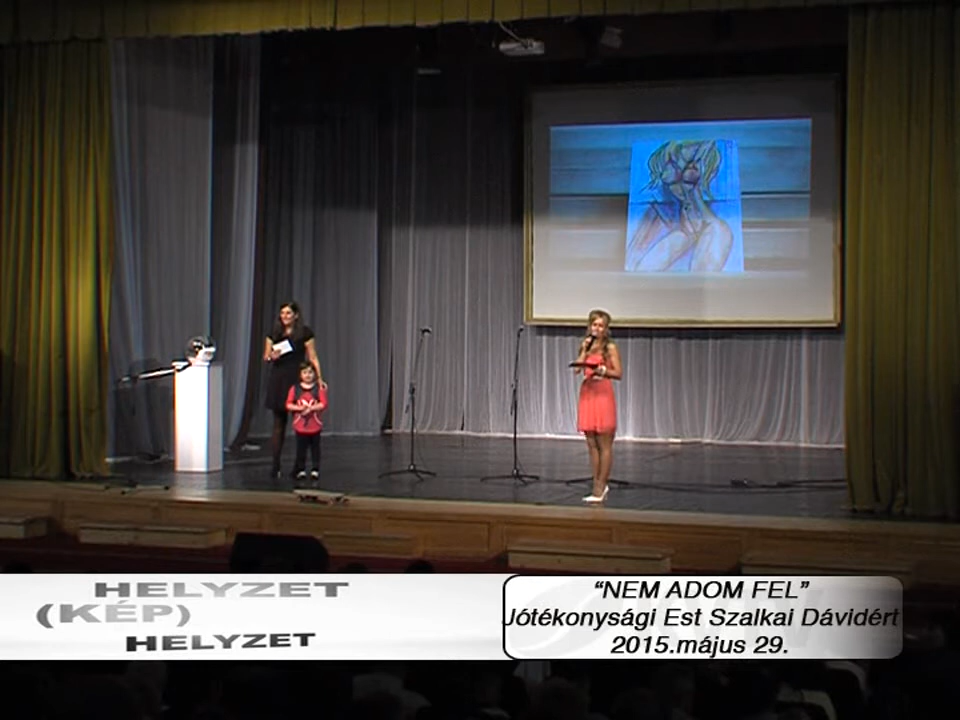 HELYZET
(KÉP)
HELYZET
“NEM ADOM FEL”
Jótékonysági Est Szalkai Dávidért
2015.május 29.